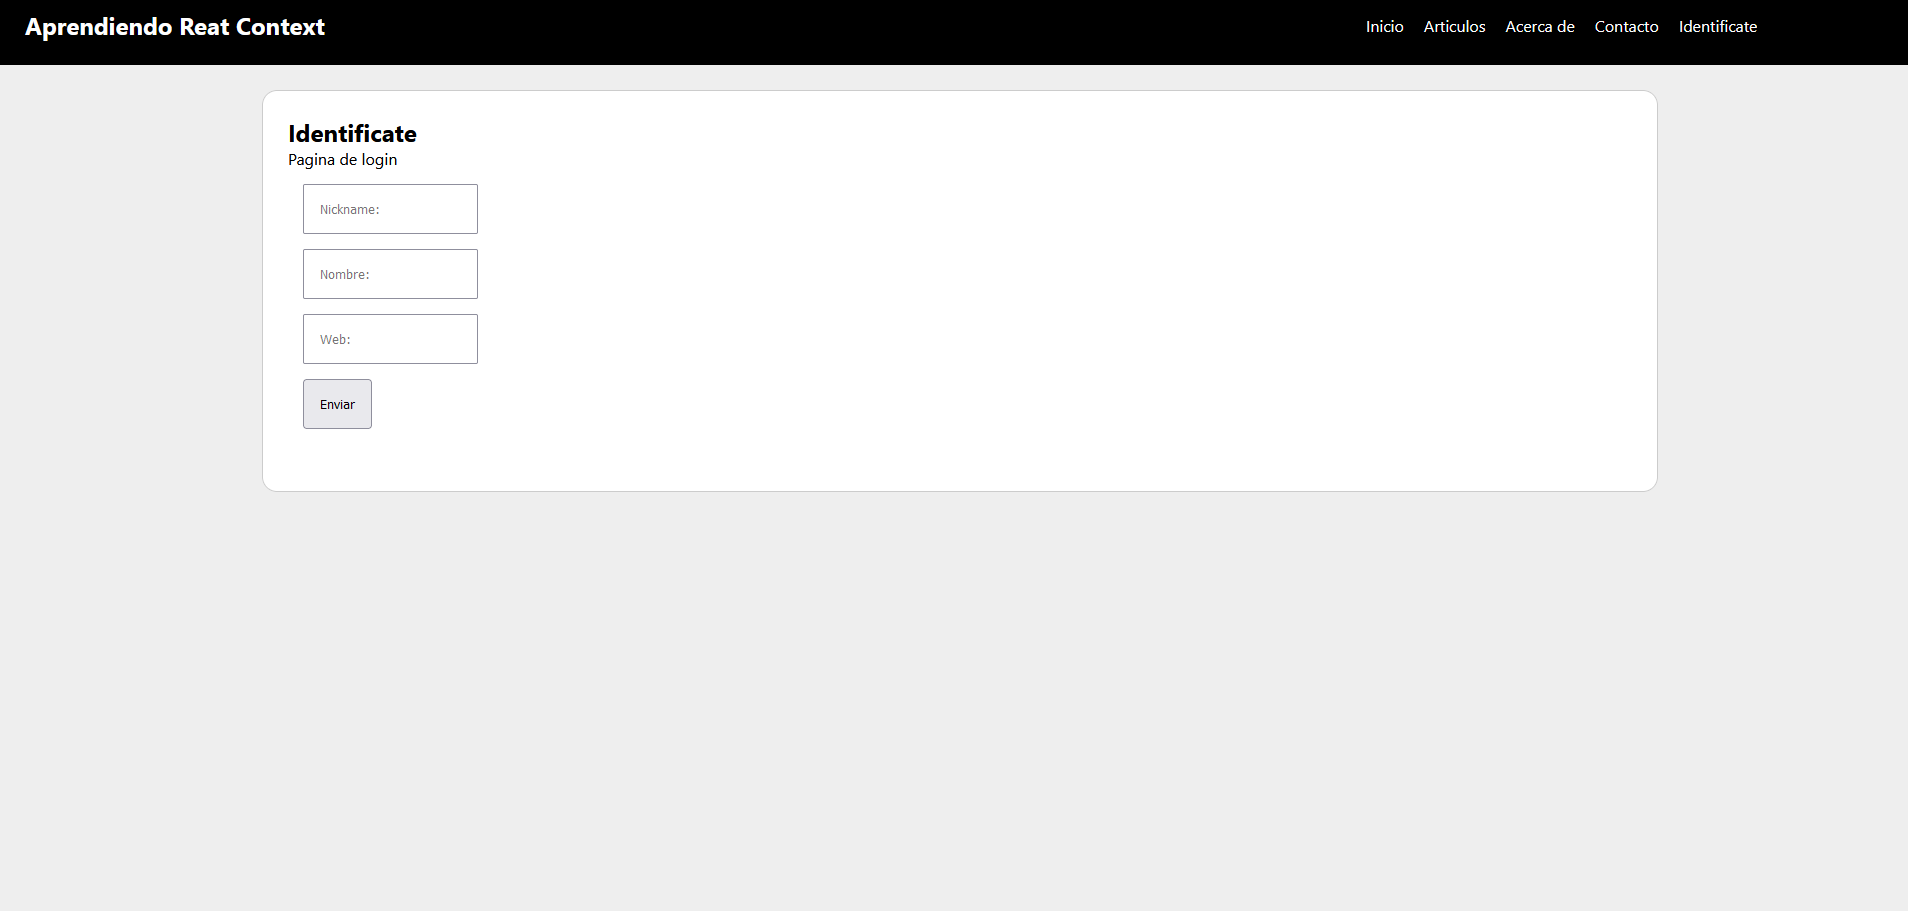 Aprendiendo Reat Context
Inicio Articulos Acerca de Contacto Identificate
Identificate
Pagina de login
Nickname:
Nombre:
Web:
Enviar